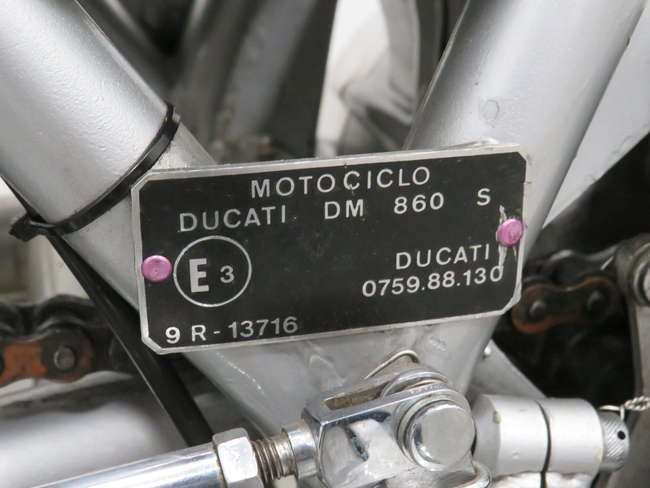 MOTOCICLO
DUCATI DM 860 S
E 3
DUCATI
0759.88.130
9 R-13716